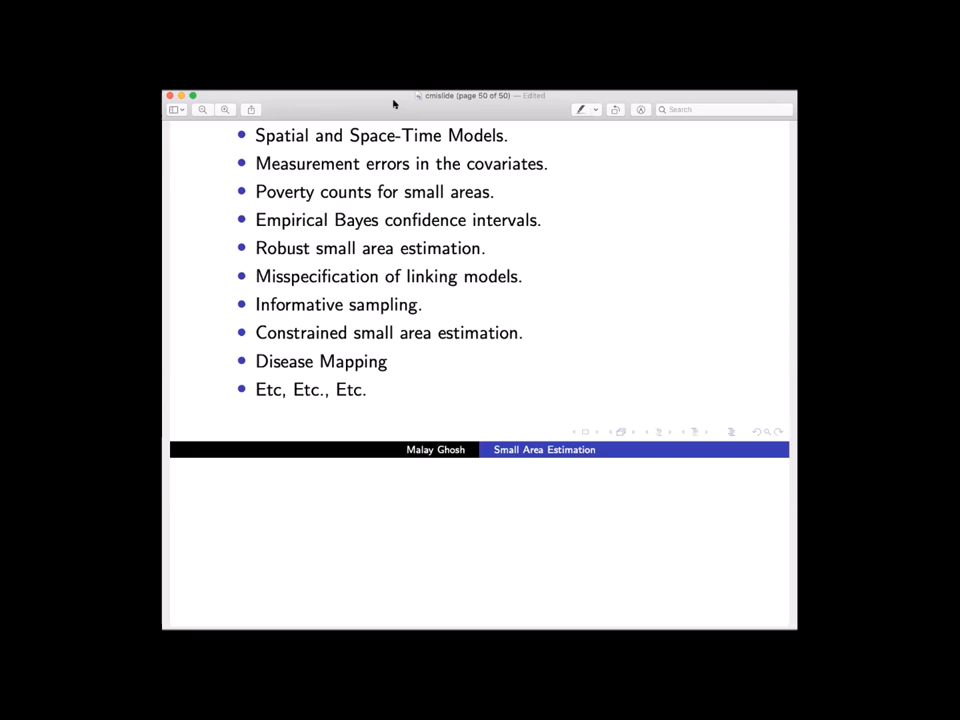 cmislide (page 50 of 50) — Edited
Search
Spatial and Space-Time Models.
Measurement errors in the covariates.
Poverty counts for small areas.
Empirical Bayes confidence intervals.
Robust small area estimation.
Misspecification of linking models.
Informative sampling.
Constrained small area estimation.
Disease Mapping
Etc, Etc., Etc.
Malay Ghosh Small Area Estimation